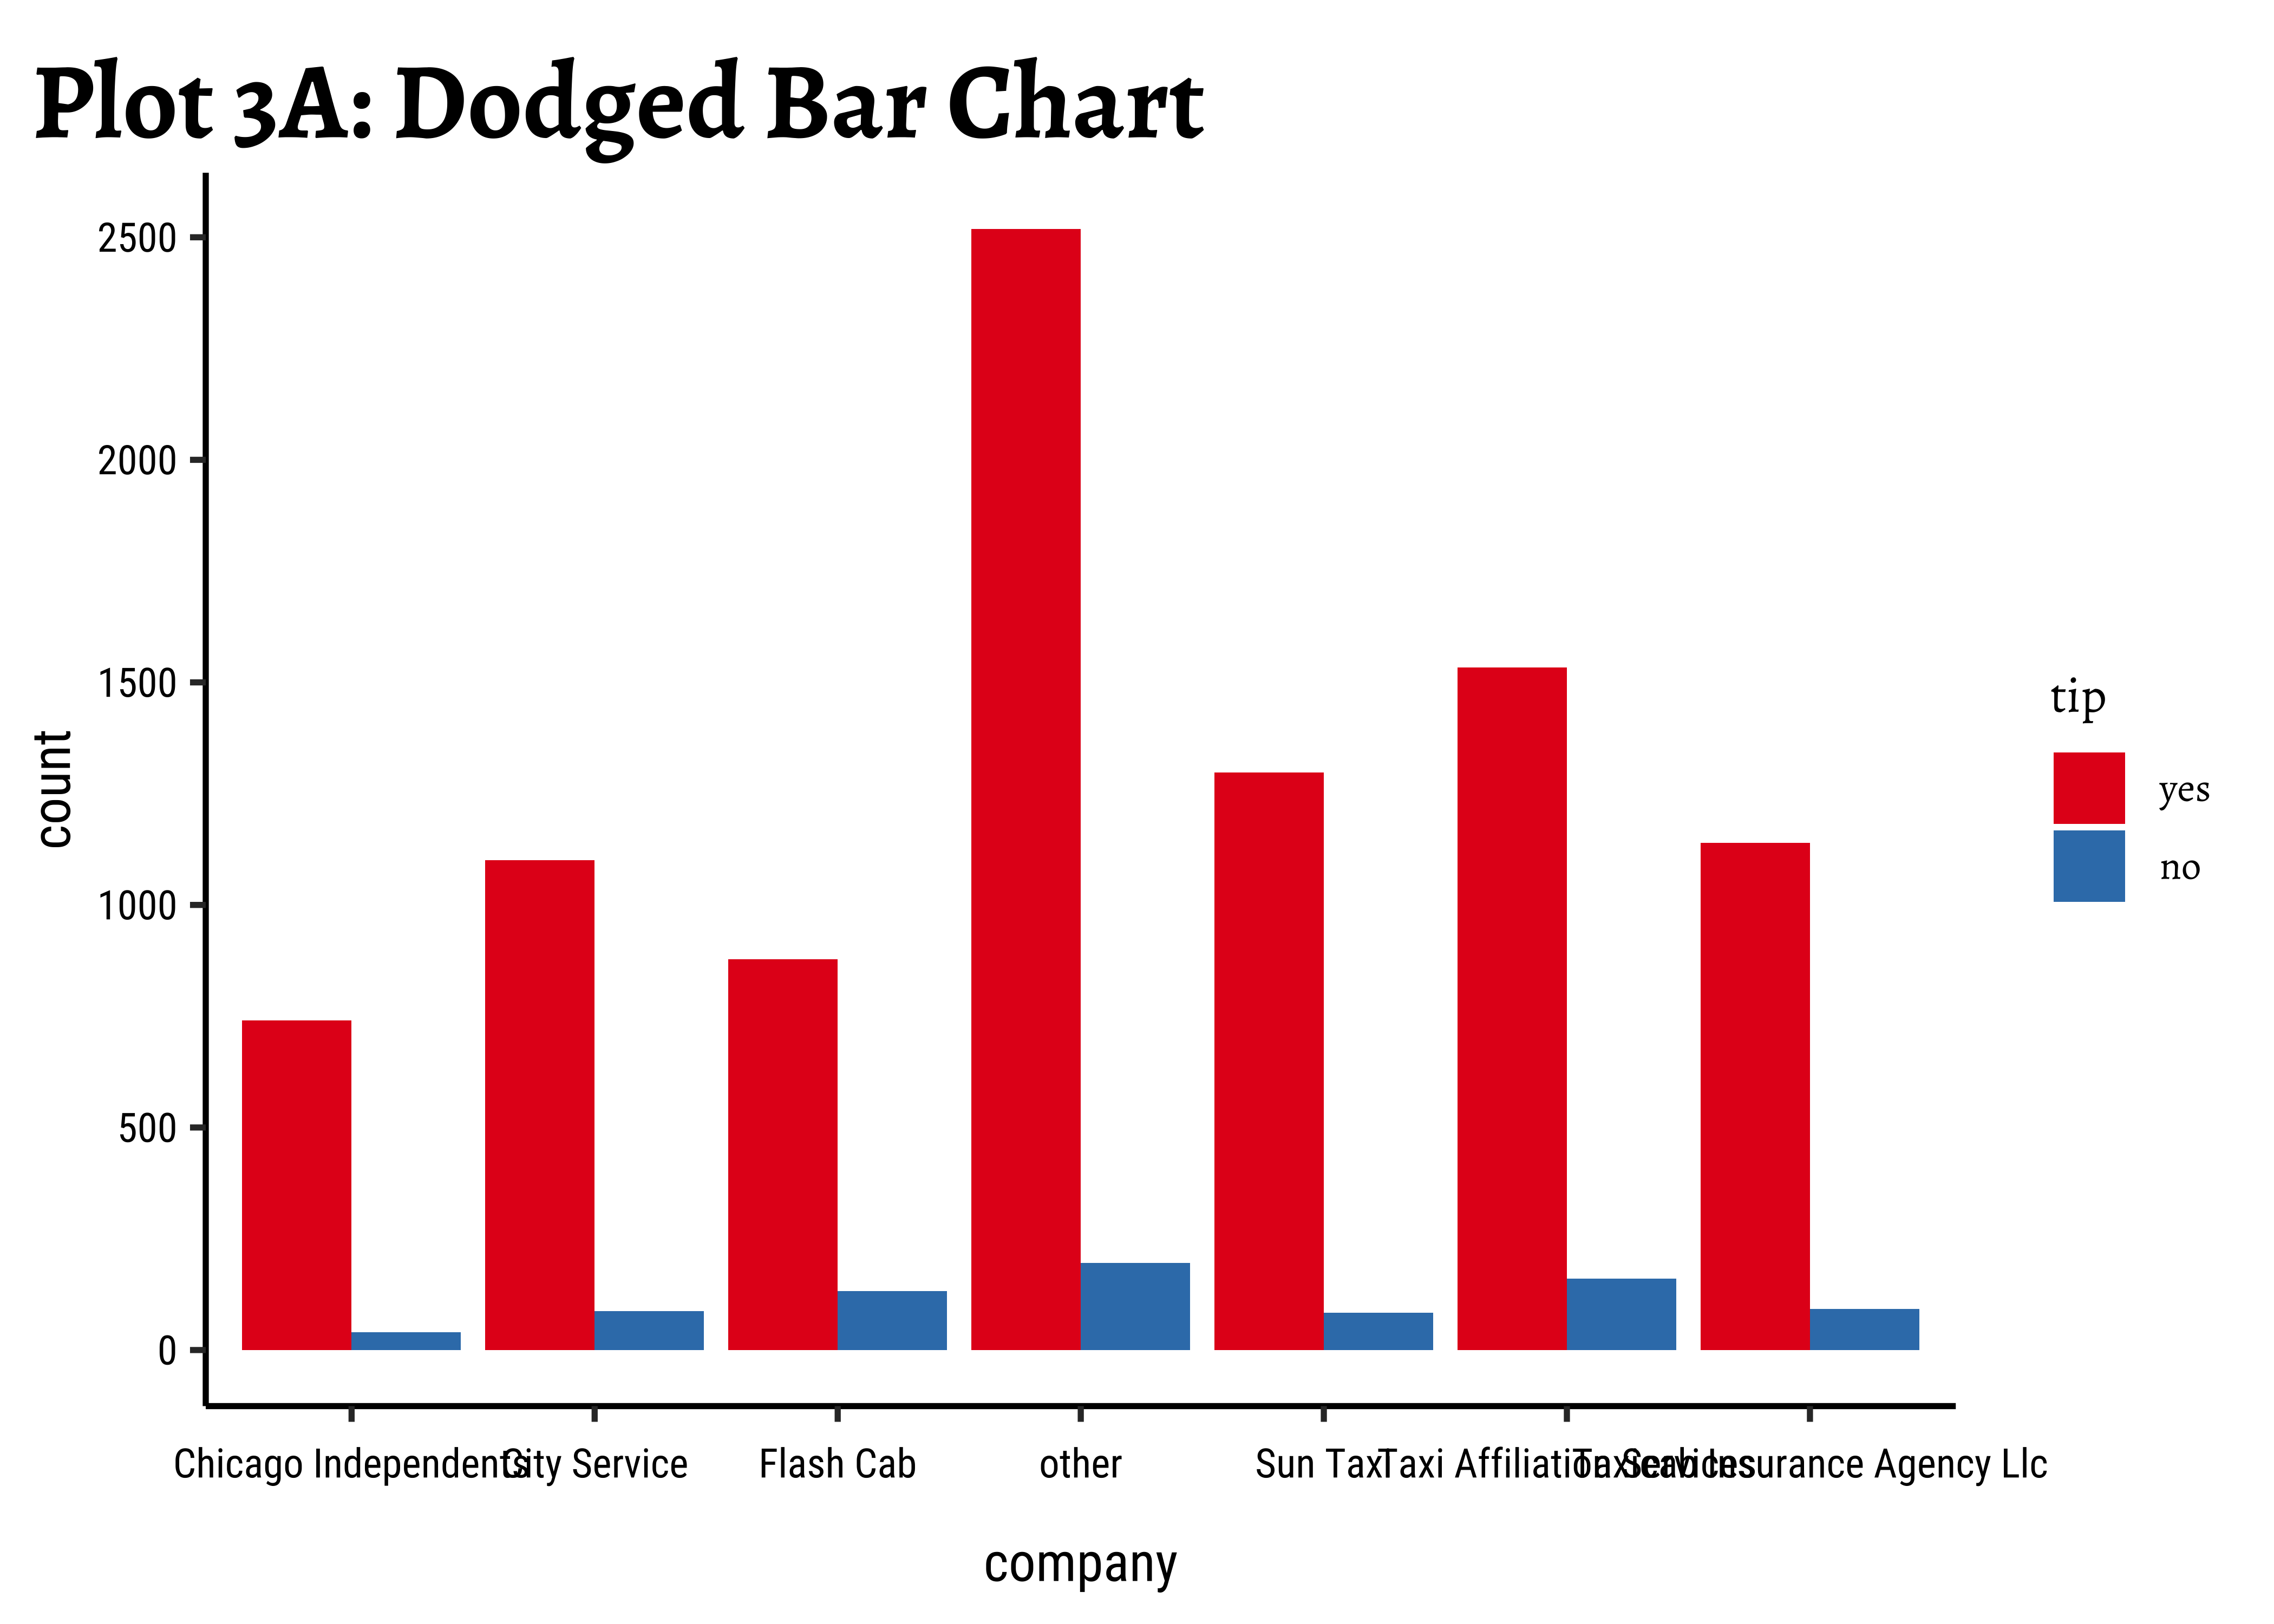 Plot 3A: Dodged Bar Chart
2500
2000
1500
1000
500
0
count
Chicago Independents
City Service
Flash Cab
other
Sun Taxi
Taxi Affiliation Services
Taxicab Insurance Agency Llc
company
tip
yes
no